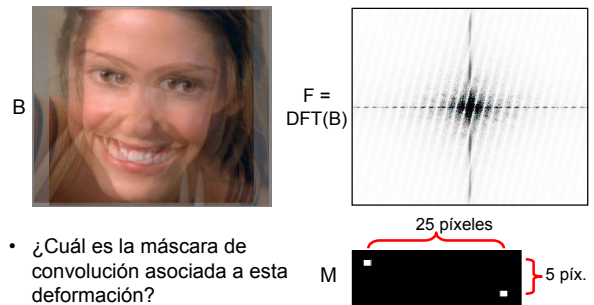 B
F =
DFT(B)
25 píxeles
• ¿Cuál es la máscara de
convolución asociada a esta
deformación?
M
5 píx.